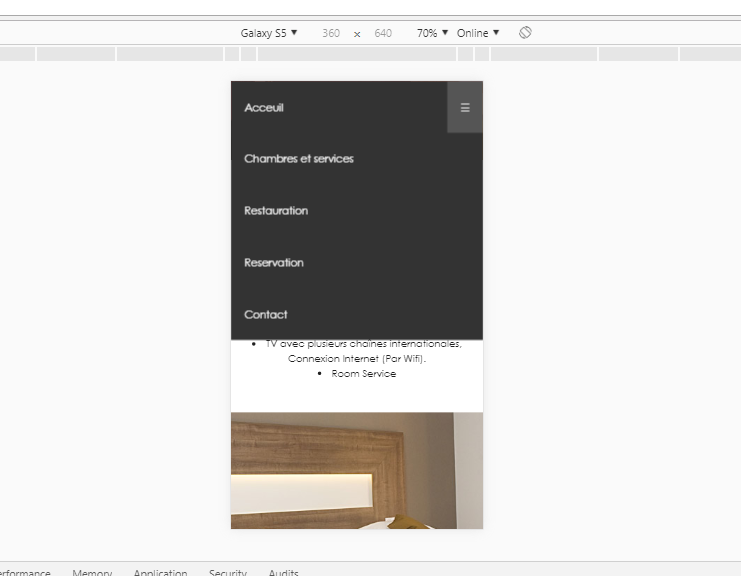 Galaxy S5 ▼ 360 × 640 70% ▼ Online ▼
Acceuil ☰
Chambres et services
Restauration
Reservation
Contact
• TV avec plusieurs chaînes internationales,
Connexion Internet (Par Wifi).
• Room Service
erformance Memory Application Security Audits